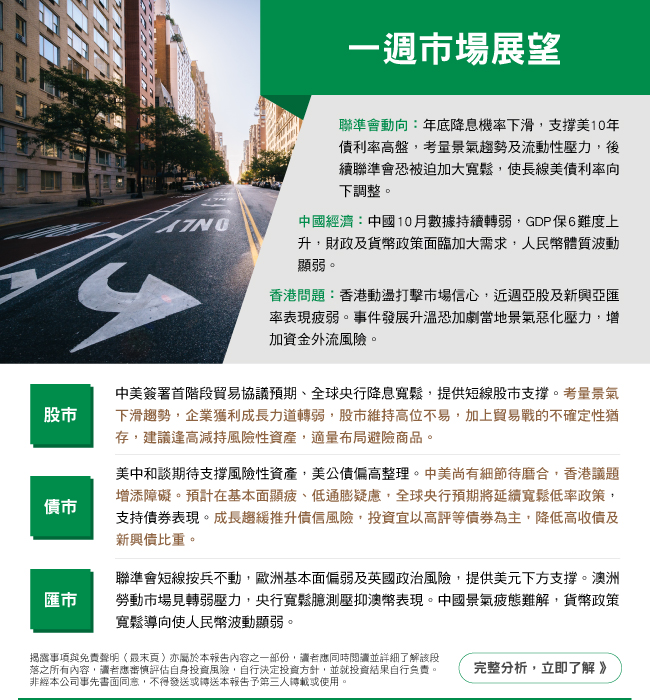 一週市場展望
聯準會動向：年底降息機率下滑，支撐美10年
債利率高盤，考量景氣趨勢及流動性壓力，後
續聯準會恐被迫加大寬鬆，使長線美債利率向
下調整。
中國經濟：中國10月數據持續轉弱，GDP保6難度上
升，財政及貨幣政策面臨加大需求，人民幣體質波動
顯弱。
香港問題：香港動盪打擊市場信心，近週亞股及新興亞匯
率表現疲弱。事件發展升溫恐加劇當地景氣惡化壓力，增
加資金外流風險。
ONLY
ONLY
股市
中美簽署首階段貿易協議預期、全球央行降息寬鬆，提供短線股市支撐。考量景氣
下滑趨勢，企業獲利成長力道轉弱，股市維持高位不易，加上貿易戰的不確定性猶
存，建議逢高減持風險性資產，適量布局避險商品。
債市
美中和談期待支撐風險性資產，美公債偏高整理。中美尚有細節待磨合，香港議題
增添障礙。預計在基本面顯疲、低通膨疑慮，全球央行預期將延續寬鬆低率政策，
支持債券表現。成長趨緩推升債信風險，投資宜以高評等債券為主，降低高收債及
新興債比重。
匯市
聯準會短線按兵不動，歐洲基本面偏弱及英國政治風險，提供美元下方支撐。澳洲
勞動市場見轉弱壓力，央行寬鬆臆測壓抑澳幣表現。中國景氣疲態難解，貨幣政策
寬鬆導向使人民幣波動顯弱。
揭露事項與免責聲明（最末頁）亦屬於本報告內容之一部份，讀者應同時閱讀並詳細了解該段
落之所有內容，讀者應審慎評估自身投資風險，自行決定投資方針，並就投資結果自行負責。
非經本公司事先書面同意，不得發送或轉送本報告予第三人轉載或使用。
完整分析，立即了解 》